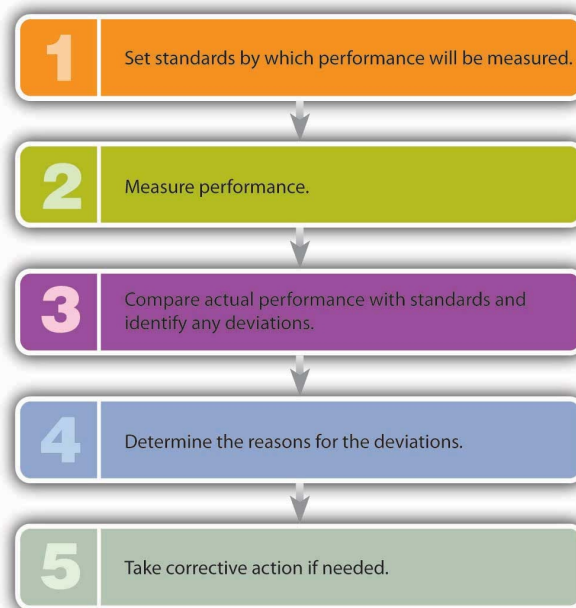 1
Set standards by which performance will be measured.
2
Measure performance.
3
Compare actual performance with standards and
identify any deviations.
4
Determine the reasons for the deviations.
5
Take corrective action if needed.